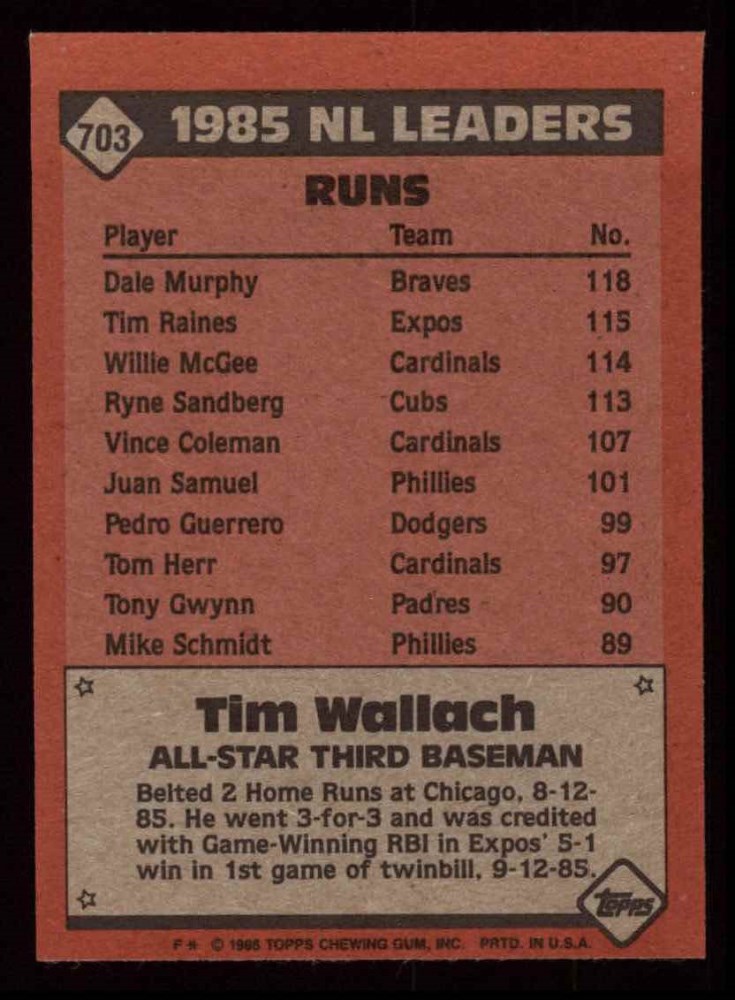 703 1985 NL LEADERS
RUNS
Player Team No.
Dale Murphy Braves 118
Tim Raines Expos 115
Willie McGee Cardinals 114
Ryne Sandberg Cubs 113
Vince Coleman Cardinals 107
Juan Samuel Phillies 101
Pedro Guerrero Dodgers 99
Tom Herr Cardinals 97
Tony Gwynn Padres 90
Mike Schmidt Phillies 89
Tim Wallach
ALL-STAR THIRD BASEMAN
Belted 2 Home Runs at Chicago, 8-12-
85. He went 3-for-3 and was credited
with Game-Winning RBI in Expos' 5-1
win in 1st game of twinbill, 9-12-85.
topps
F * © 1986 TOPPS CHEWING GUM, INC. PRTD. IN U.S.A.